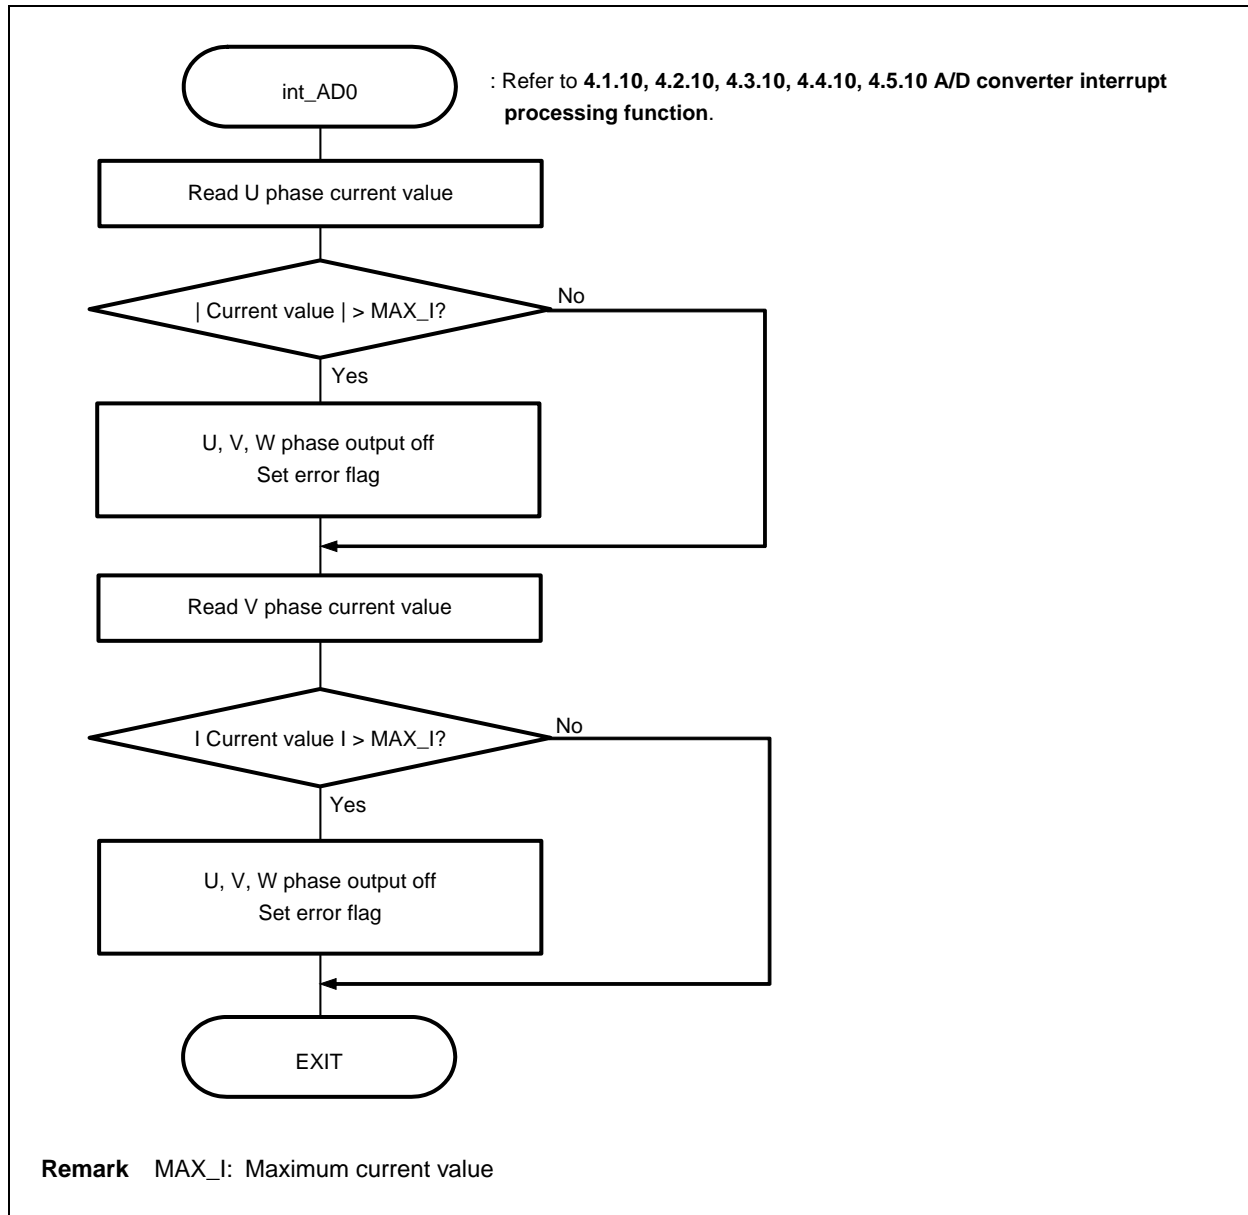 int_AD0
: Refer to 4.1.10, 4.2.10, 4.3.10, 4.4.10, 4.5.10 A/D converter interrupt
processing function.
Read U phase current value
| Current value | > MAX_I?
No
Yes
U, V, W phase output off
Set error flag
Read V phase current value
I Current value I > MAX_I?
No
Yes
U, V, W phase output off
Set error flag
EXIT
Remark MAX_I: Maximum current value